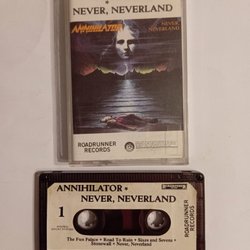 ANNIHILATOR *
NEVER, NEVERLAND
ANNIHILATOR
NEVER,
NEVERLAND
ROADRUNNER
RECORDS
ANNIHILATOR *
NEVER, NEVERLAND
1
ROADRUNNER
RECORDS
The Fun Palace • Road To Ruin • Sixes and Sevens •
Stonewall • Never, Neverland